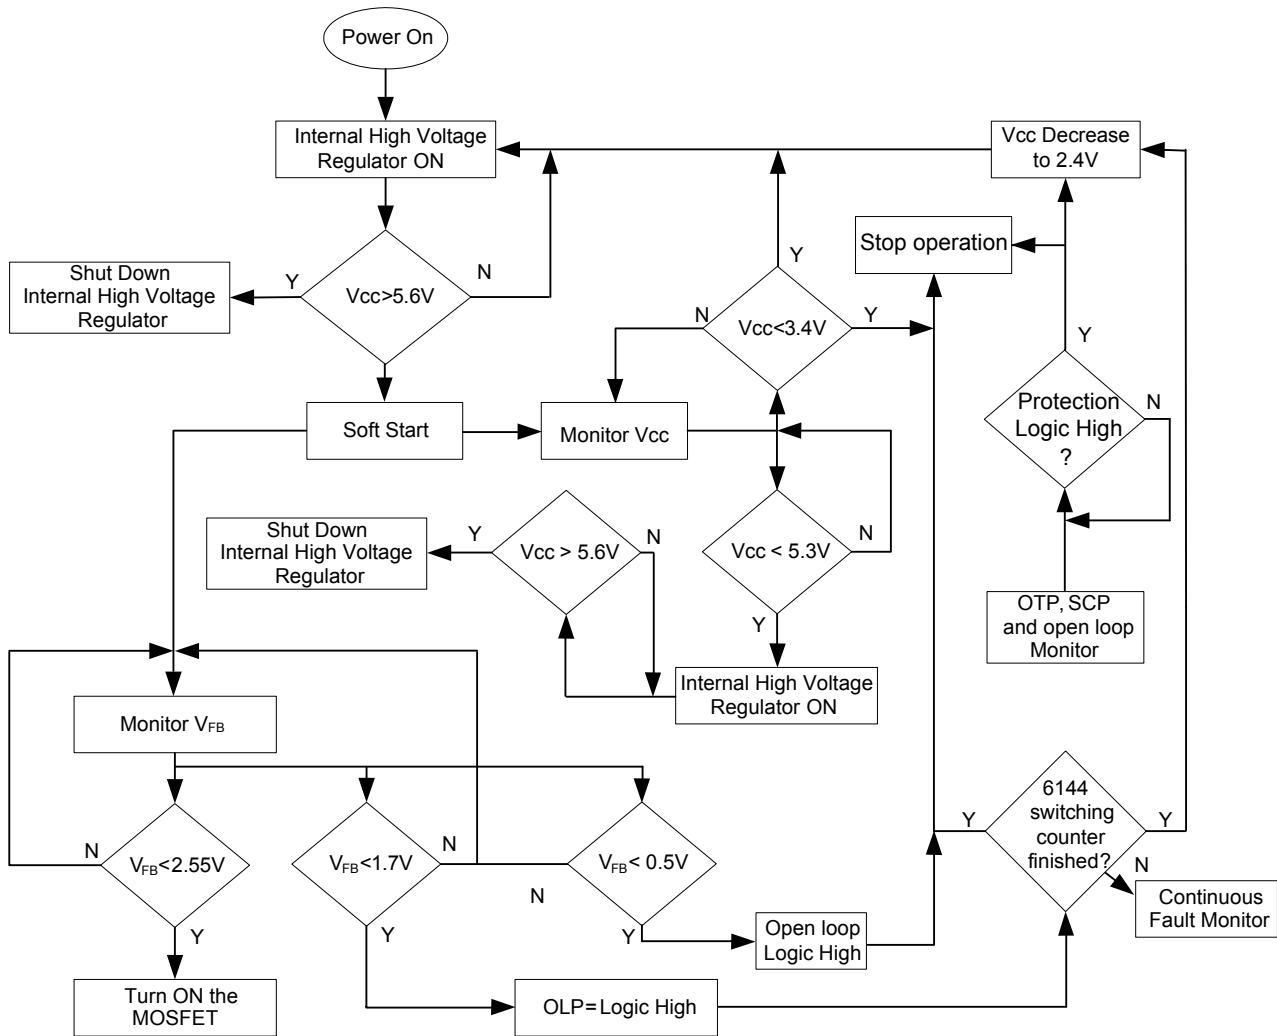 Power On
Internal High Voltage
Regulator ON
Vcc Decrease
to 2.4V
Stop operation
Y
Shut Down
Internal High Voltage
Regulator
Y
Vcc>5.6V
N
N
Vcc<3.4V
Y
Y
Protection
Logic High
?
N
Soft Start
Monitor Vcc
Shut Down
Internal High Voltage
Regulator
Y
Vcc > 5.6V
N
Vcc < 5.3V
N
Y
OTP, SCP
and open loop
Monitor
Internal High Voltage
Regulator ON
Monitor VFB
N
VFB<2.55V
Y
VFB<1.7V
N
Y
N
VFB< 0.5V
Y
Y
6144
switching
counter
finished?
Y
N
Continuous
Fault Monitor
Open loop
Logic High
Turn ON the
MOSFET
OLP=Logic High